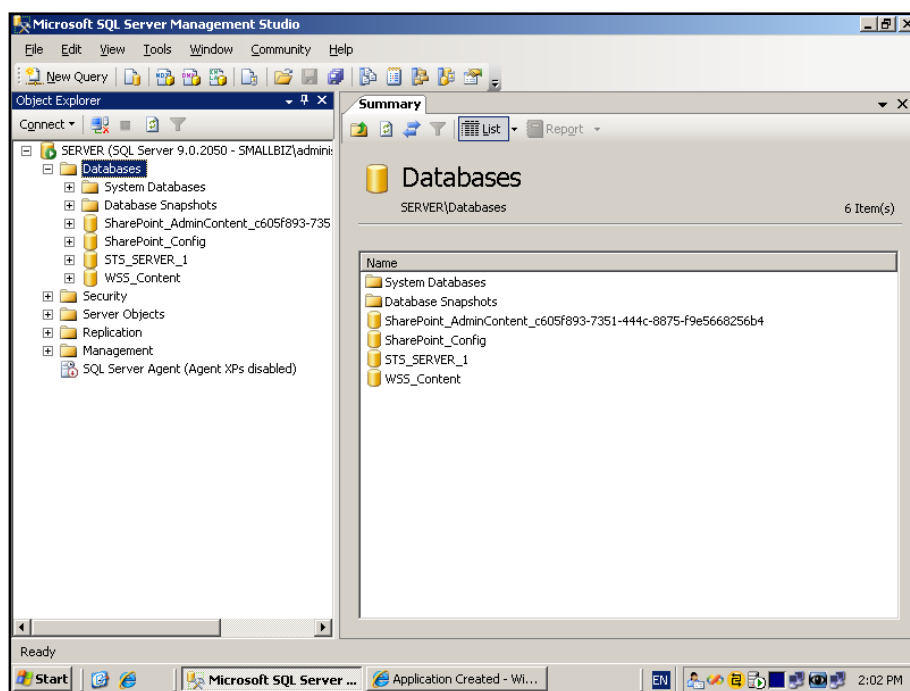 Microsoft SQL Server Management Studio
File Edit View Tools Window Community Help
New Query
Object Explorer
Connect
SERVER (SQL Server 9.0.2050 - SMALLBIZ\adminis
Databases
System Databases
Database Snapshots
SharePoint_AdminContent_c605f893-735
SharePoint_Config
STS_SERVER_1
WSS_Content
Security
Server Objects
Replication
Management
SQL Server Agent (Agent XPs disabled)
Summary
List Report
Databases
SERVER\Databases 6 Item(s)
Name
System Databases
Database Snapshots
SharePoint_AdminContent_c605f893-7351-444c-8875-f9e5668256b4
SharePoint_Config
STS_SERVER_1
WSS_Content
Ready
Start Microsoft SQL Server ... Application Created - Wi... EN 2:02 PM